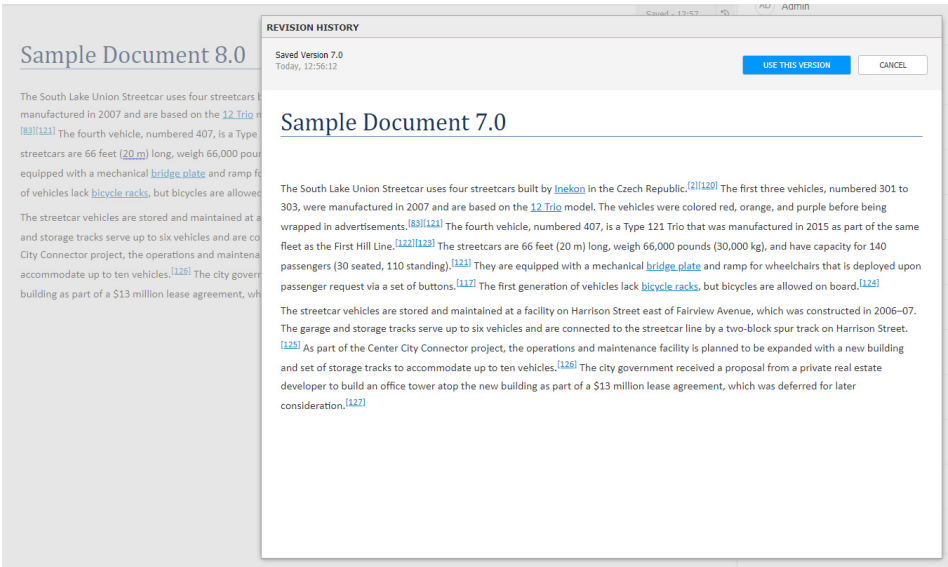 Saved - 12:57
AD Admin
Sample Document 8.0
The South Lake Union Streetcar uses four streetcars
manufactured in 2007 and are based on the 12 Trio
[83][121] The fourth vehicle, numbered 407, is a Type
streetcars are 66 feet (20 m) long, weigh 66,000
equipped with a mechanical bridge plate and ramp
of vehicles lack bicycle racks, but bicycles are allowed
The streetcar vehicles are stored and maintained at a
and storage tracks serve up to six vehicles and are
City Connector project, the operations and
accommodate up to ten vehicles.[126] The city
building as part of a $13 million lease agreement,
REVISION HISTORY
Saved Version 7.0
Today, 12:56:12
USE THIS VERSION
CANCEL
Sample Document 7.0
The South Lake Union Streetcar uses four streetcars built by Inekon in the Czech Republic.[2][120] The first three vehicles, numbered 301 to
303, were manufactured in 2007 and are based on the 12 Trio model. The vehicles were colored red, orange, and purple before being
wrapped in advertisements.[83][121] The fourth vehicle, numbered 407, is a Type 121 Trio that was manufactured in 2015 as part of the same
fleet as the First Hill Line.[122][123] The streetcars are 66 feet (20 m) long, weigh 66,000 pounds (30,000 kg), and have capacity for 140
passengers (30 seated, 110 standing).[121] They are equipped with a mechanical bridge plate and ramp for wheelchairs that is deployed upon
passenger request via a set of buttons.[117] The first generation of vehicles lack bicycle racks, but bicycles are allowed on board.[124]
The streetcar vehicles are stored and maintained at a facility on Harrison Street east of Fairview Avenue, which was constructed in 2006–07.
The garage and storage tracks serve up to six vehicles and are connected to the streetcar line by a two-block spur track on Harrison Street.
[125] As part of the Center City Connector project, the operations and maintenance facility is planned to be expanded with a new building
and set of storage tracks to accommodate up to ten vehicles.[126] The city government received a proposal from a private real estate
developer to build an office tower atop the new building as part of a $13 million lease agreement, which was deferred for later
consideration.[127]